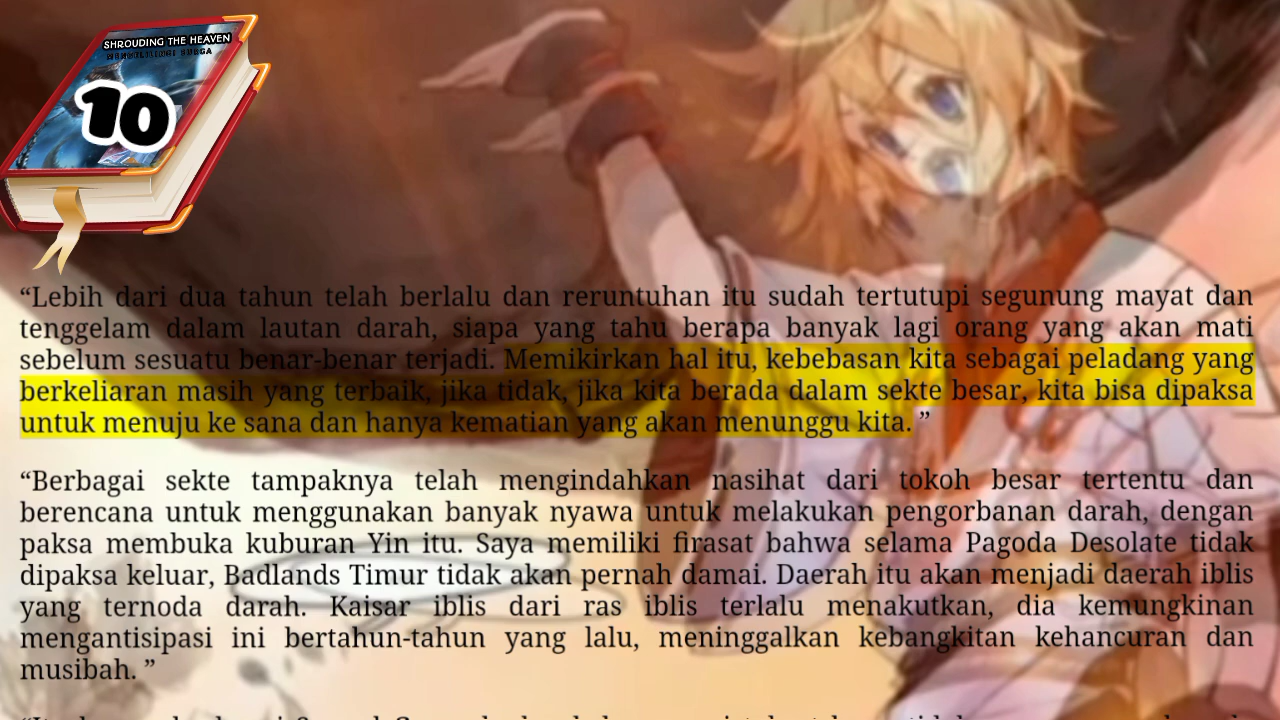 SHROUDING THE HEAVEN
10
“Lebih dari dua tahun telah berlalu dan reruntuhan itu sudah tertutupi segunung mayat dan
tenggelam dalam lautan darah, siapa yang tahu berapa banyak lagi orang yang akan mati
sebelum sesuatu benar-benar terjadi. Memikirkan hal itu, kebebasan kita sebagai peladang yang
berkeliaran masih yang terbaik, jika tidak, jika kita berada dalam sekte besar, kita bisa dipaksa
untuk menuju ke sana dan hanya kematian yang akan menunggu kita. ”
“Berbagai sekte tampaknya telah mengindahkan nasihat dari tokoh besar tertentu dan
berencana untuk menggunakan banyak nyawa untuk melakukan pengorbanan darah, dengan
paksa membuka kuburan Yin itu. Saya memiliki firasat bahwa selama Pagoda Desolate tidak
dipaksa keluar, Badlands Timur tidak akan pernah damai. Daerah itu akan menjadi daerah iblis
yang ternoda darah. Kaisar iblis dari ras iblis terlalu menakutkan, dia kemungkinan
mengantisipasi ini bertahun-tahun yang lalu, meninggalkan kebangkitan kehancuran dan
musibah. ”